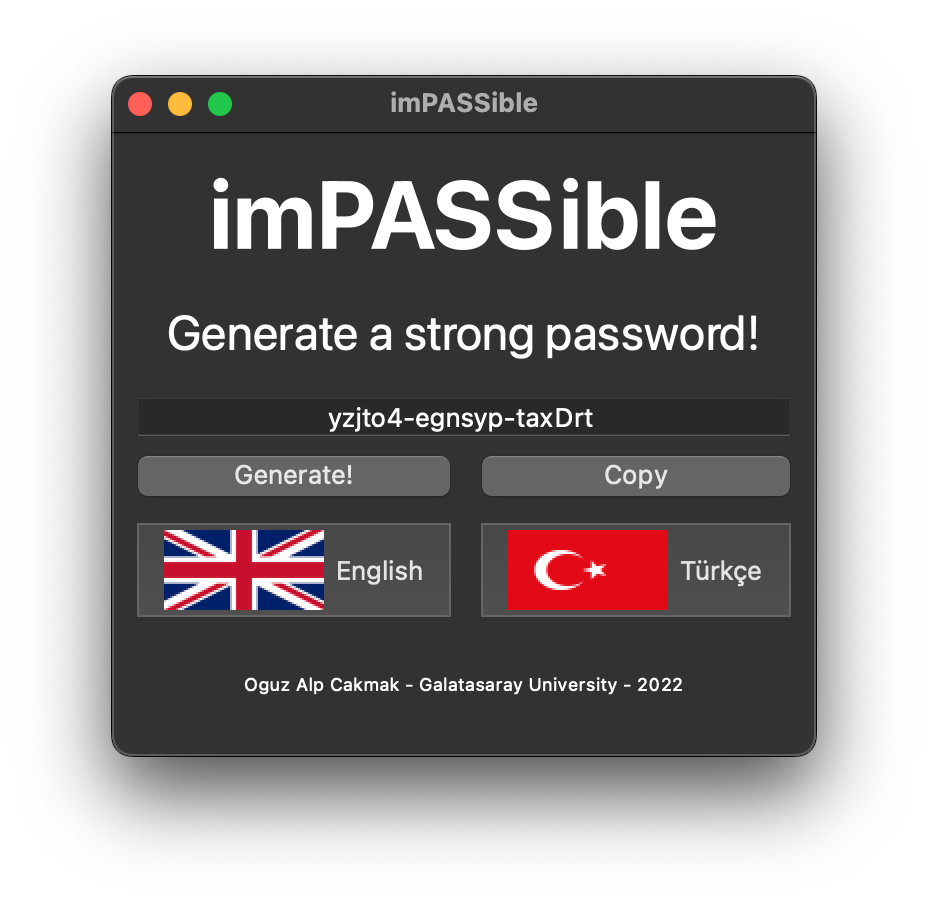 imPASSible
imPASSible
Generate a strong password!
yzjto4-egnsyp-taxDrt
Generate! Copy
English Türkçe
Oguz Alp Cakmak - Galatasaray University - 2022